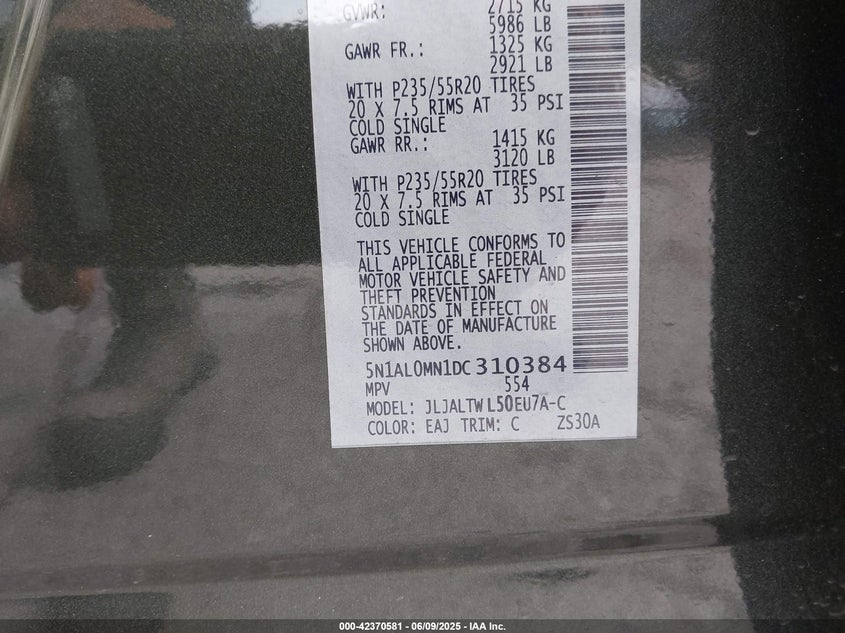 GVWR: 2715 KG
5986 LB
GAWR FR.: 1325 KG
2921 LB
WITH P235/55R20 TIRES
20 X 7.5 RIMS AT 35 PSI
COLD SINGLE
GAWR RR.: 1415 KG
3120 LB
WITH P235/55R20 TIRES
20 X 7.5 RIMS AT 35 PSI
COLD SINGLE
THIS VEHICLE CONFORMS TO
ALL APPLICABLE FEDERAL
MOTOR VEHICLE SAFETY AND
THEFT PREVENTION
STANDARDS IN EFFECT ON
THE DATE OF MANUFACTURE
SHOWN ABOVE.
5N1AL0MN1DC310384
MPV 554
MODEL: JLJALTWL50EU7A-C
COLOR: EAJ TRIM: C ZS30A
000-42370581 - 06/09/2025 - IAA Inc.